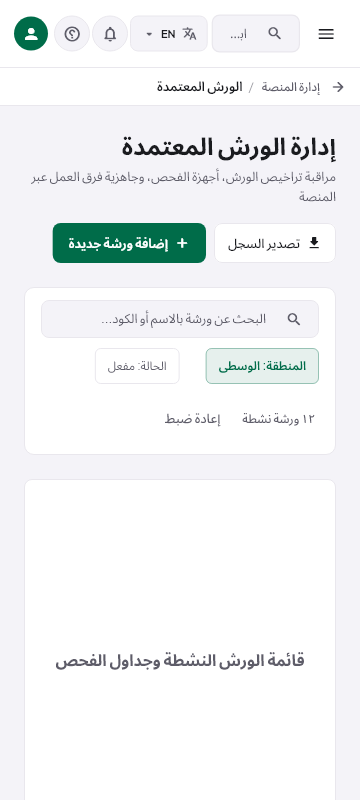 أبـ...
EN
إدارة المنصة / الورش المعتمدة
إدارة الورش المعتمدة
مراقبة تراخيص الورش، أجهزة الفحص، وجاهزية فرق العمل عبر
المنصة
تصدير السجل
إضافة ورشة جديدة
البحث عن ورشة بالاسم أو الكود...
المنطقة: الوسطى
الحالة: مفعل
١٢ ورشة نشطة
إعادة ضبط
قائمة الورش النشطة وجداول الفحص